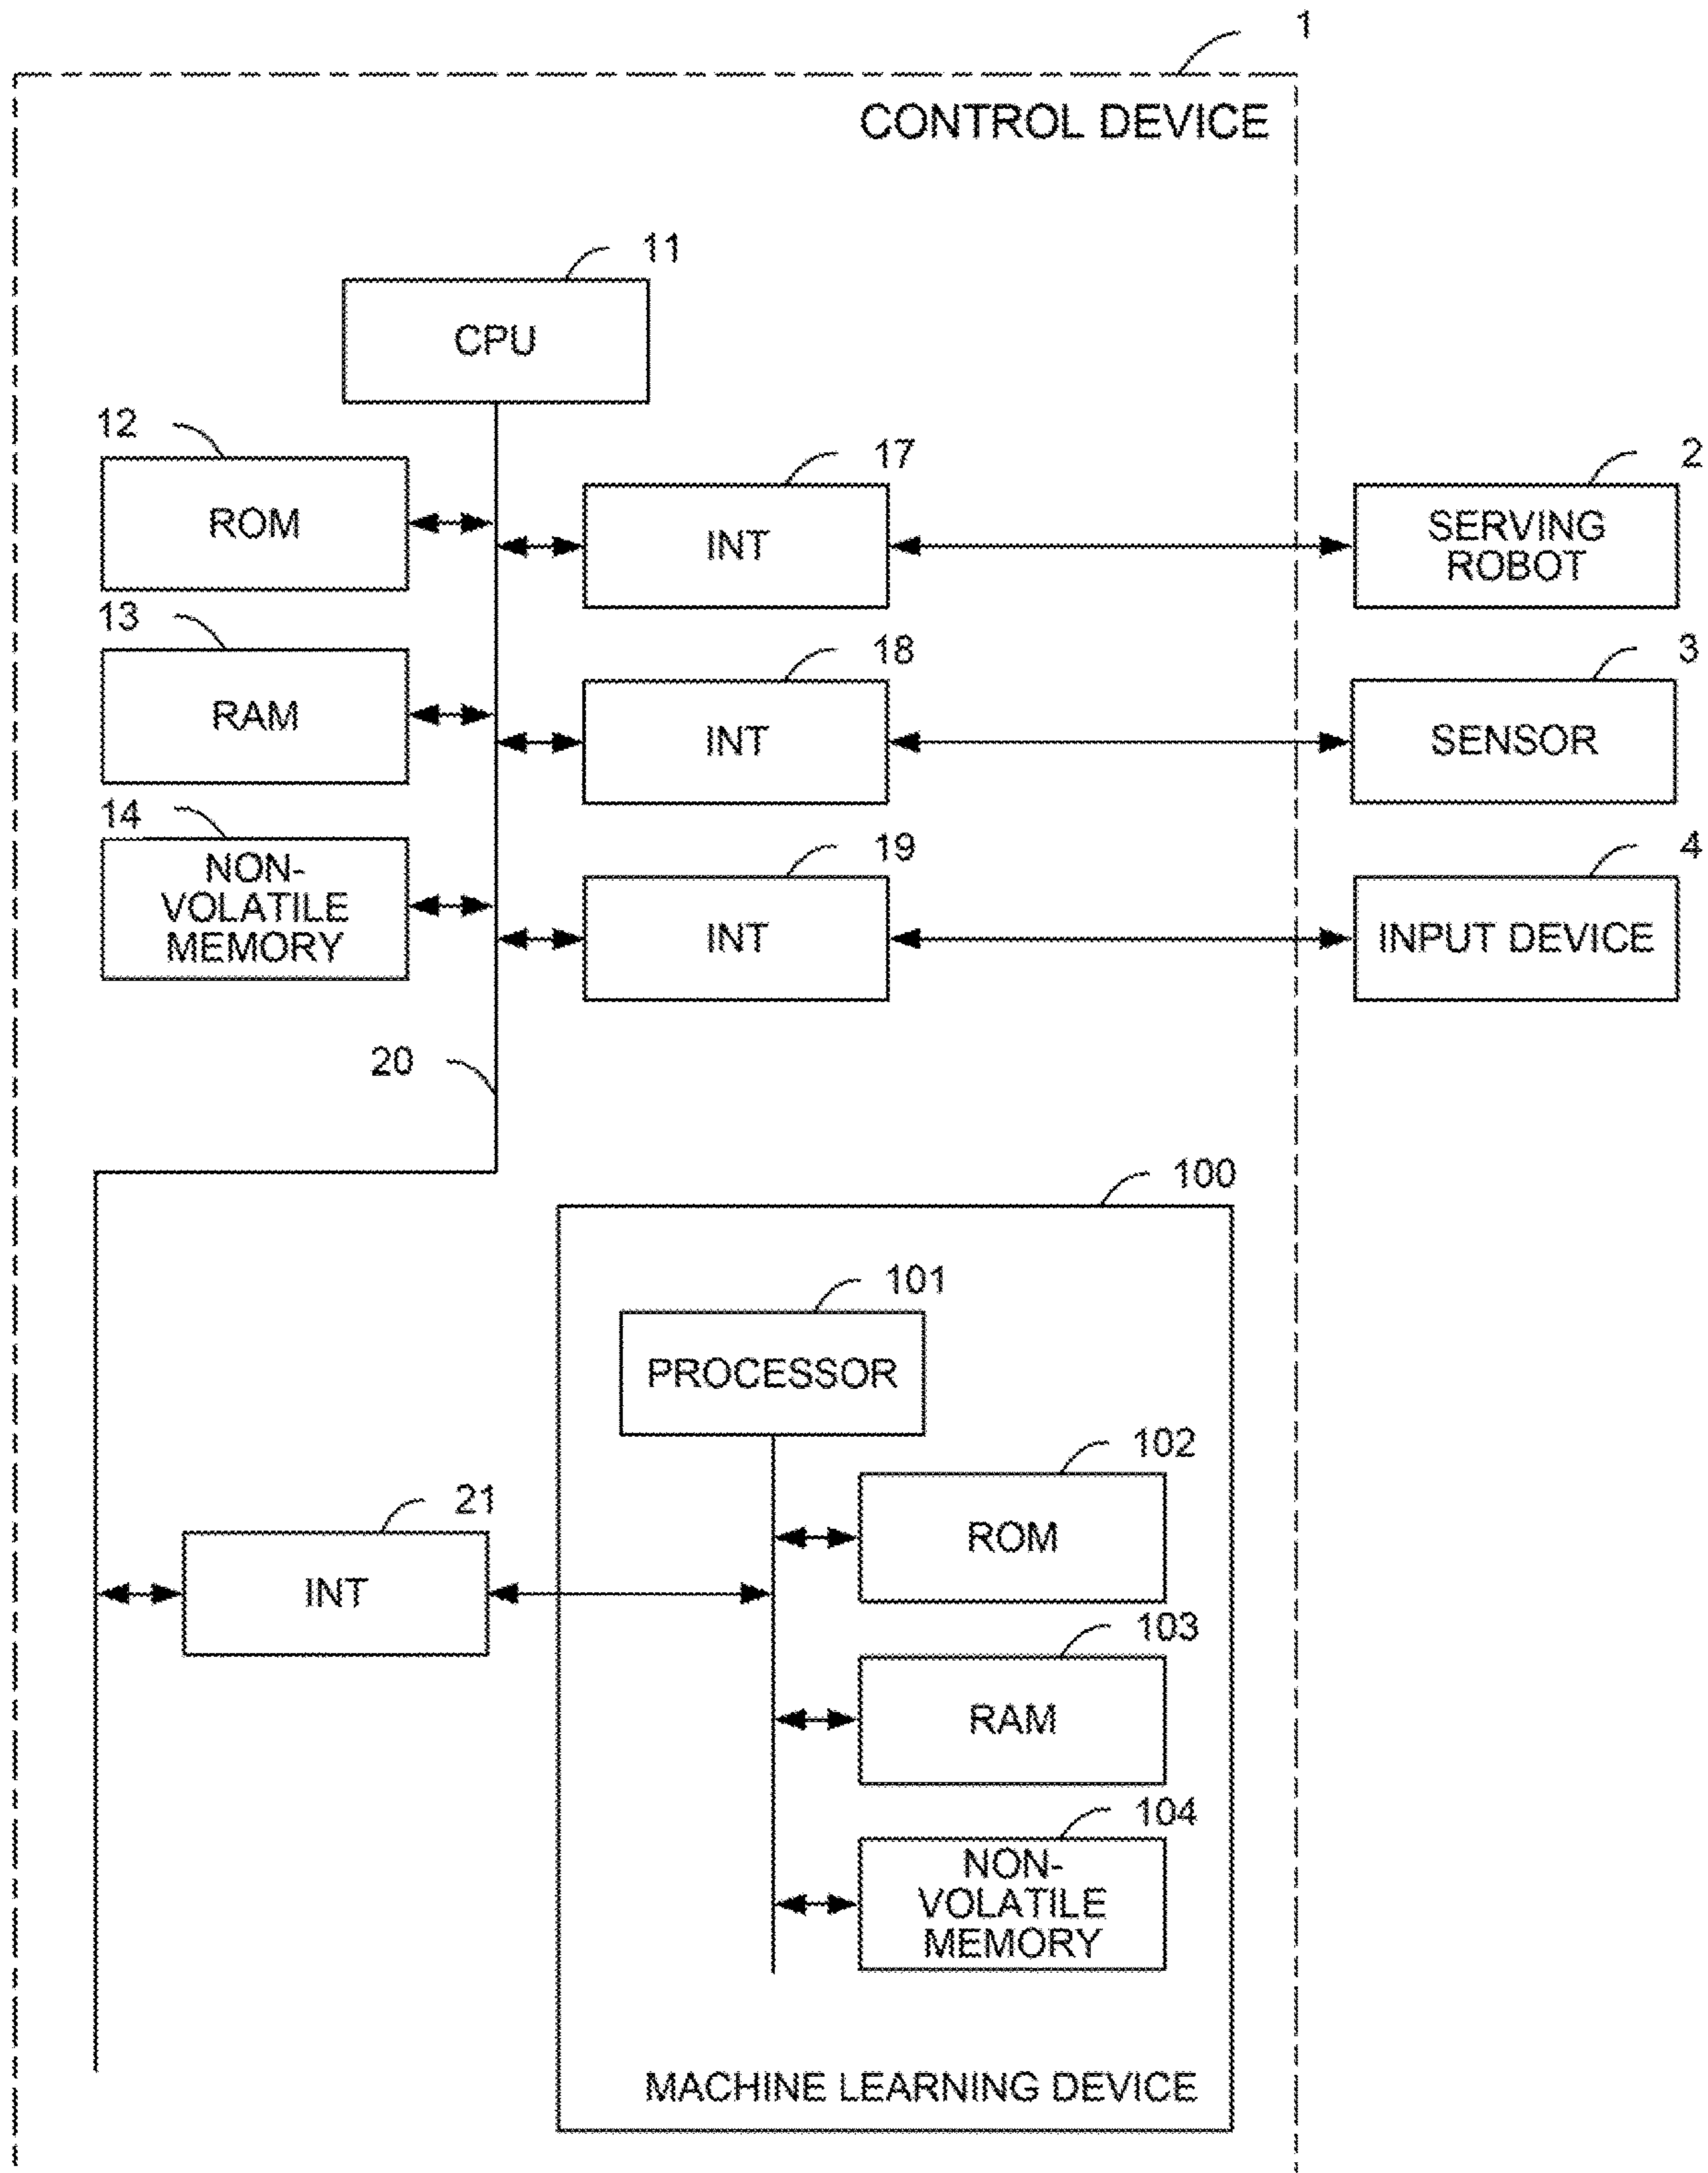 1
CONTROL DEVICE
11
CPU
12
ROM
17
INT
2
SERVING
ROBOT
13
RAM
18
INT
3
SENSOR
14
NON-
VOLATILE
MEMORY
19
INT
4
INPUT DEVICE
20
100
101
PROCESSOR
102
ROM
21
INT
103
RAM
104
NON-
VOLATILE
MEMORY
MACHINE LEARNING DEVICE